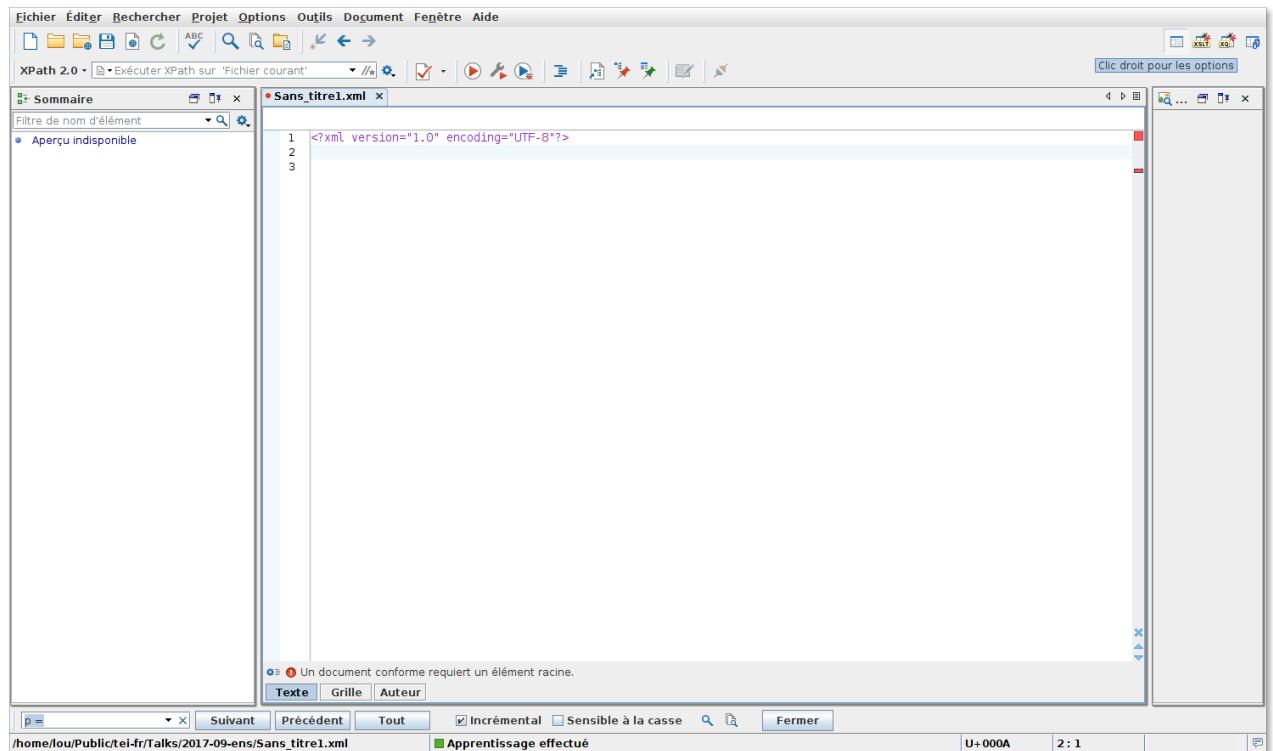 Fichier Éditer Rechercher Projet Options Outils Document Fenêtre Aide
ABC
XSLT XQ
XPath 2.0 Exécuter XPath sur 'Fichier courant'
Clic droit pour les options
Sommaire
Sans_titre1.xml ×
...
Filtre de nom d'élément
Aperçu indisponible
1 <?xml version="1.0" encoding="UTF-8"?>
2
3
Un document conforme requiert un élément racine.
Texte Grille Auteur
p = Suivant Précédent Tout Incrémental Sensible à la casse Fermer
/home/lou/Public/tei-fr/Talks/2017-09-ens/Sans_titre1.xml Apprentissage effectué U+000A 2 : 1